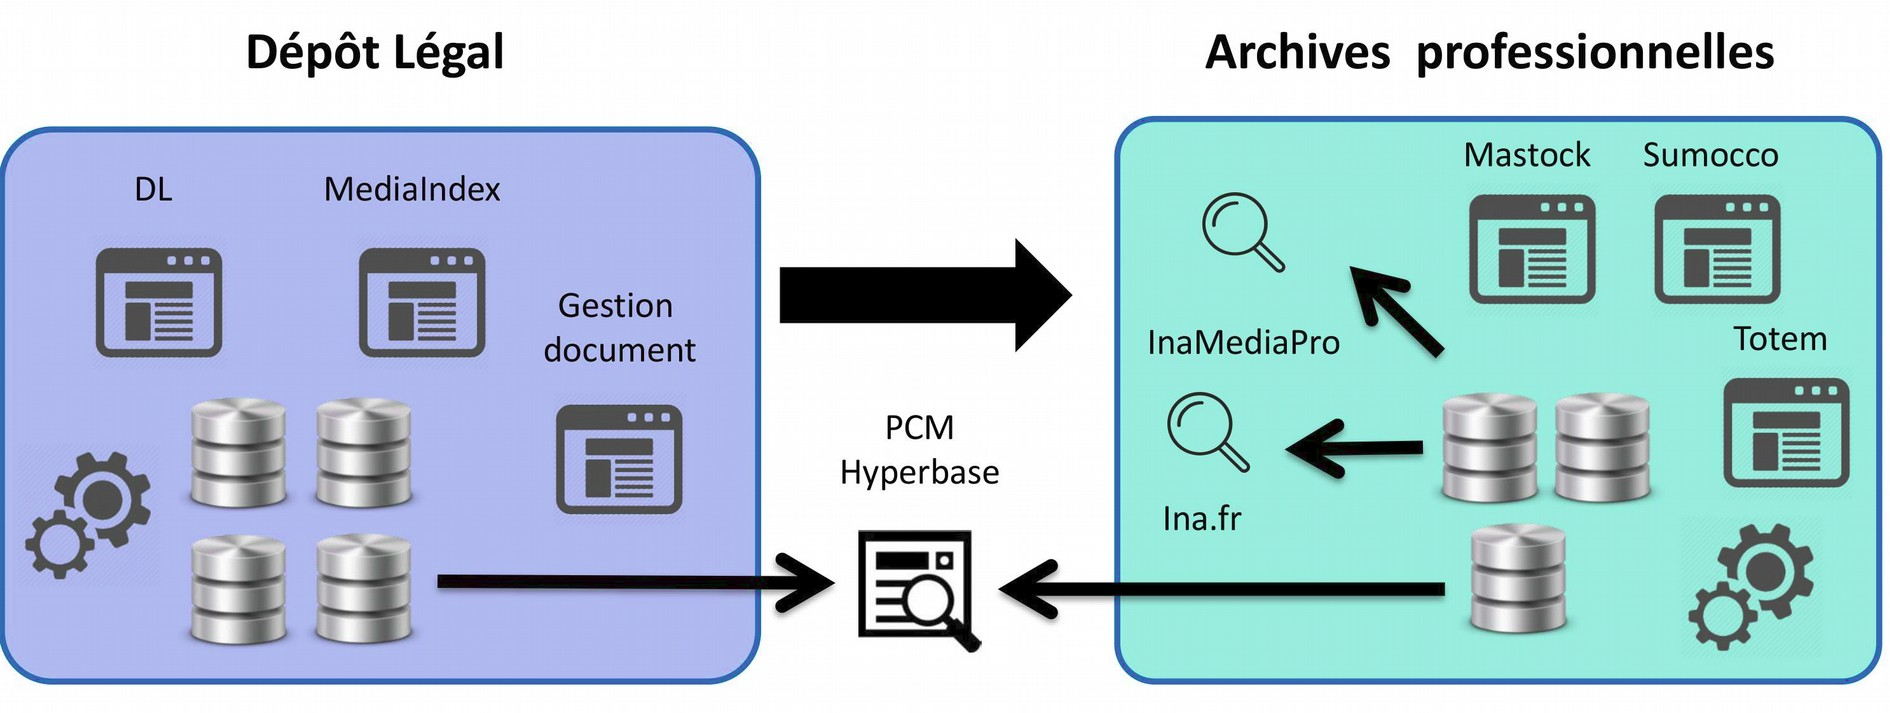 Dépôt Légal
Archives professionnelles
DL
MediaIndex
Gestion
document
PCM
Hyperbase
Mastock
Sumocco
InaMediaPro
Totem
Ina.fr